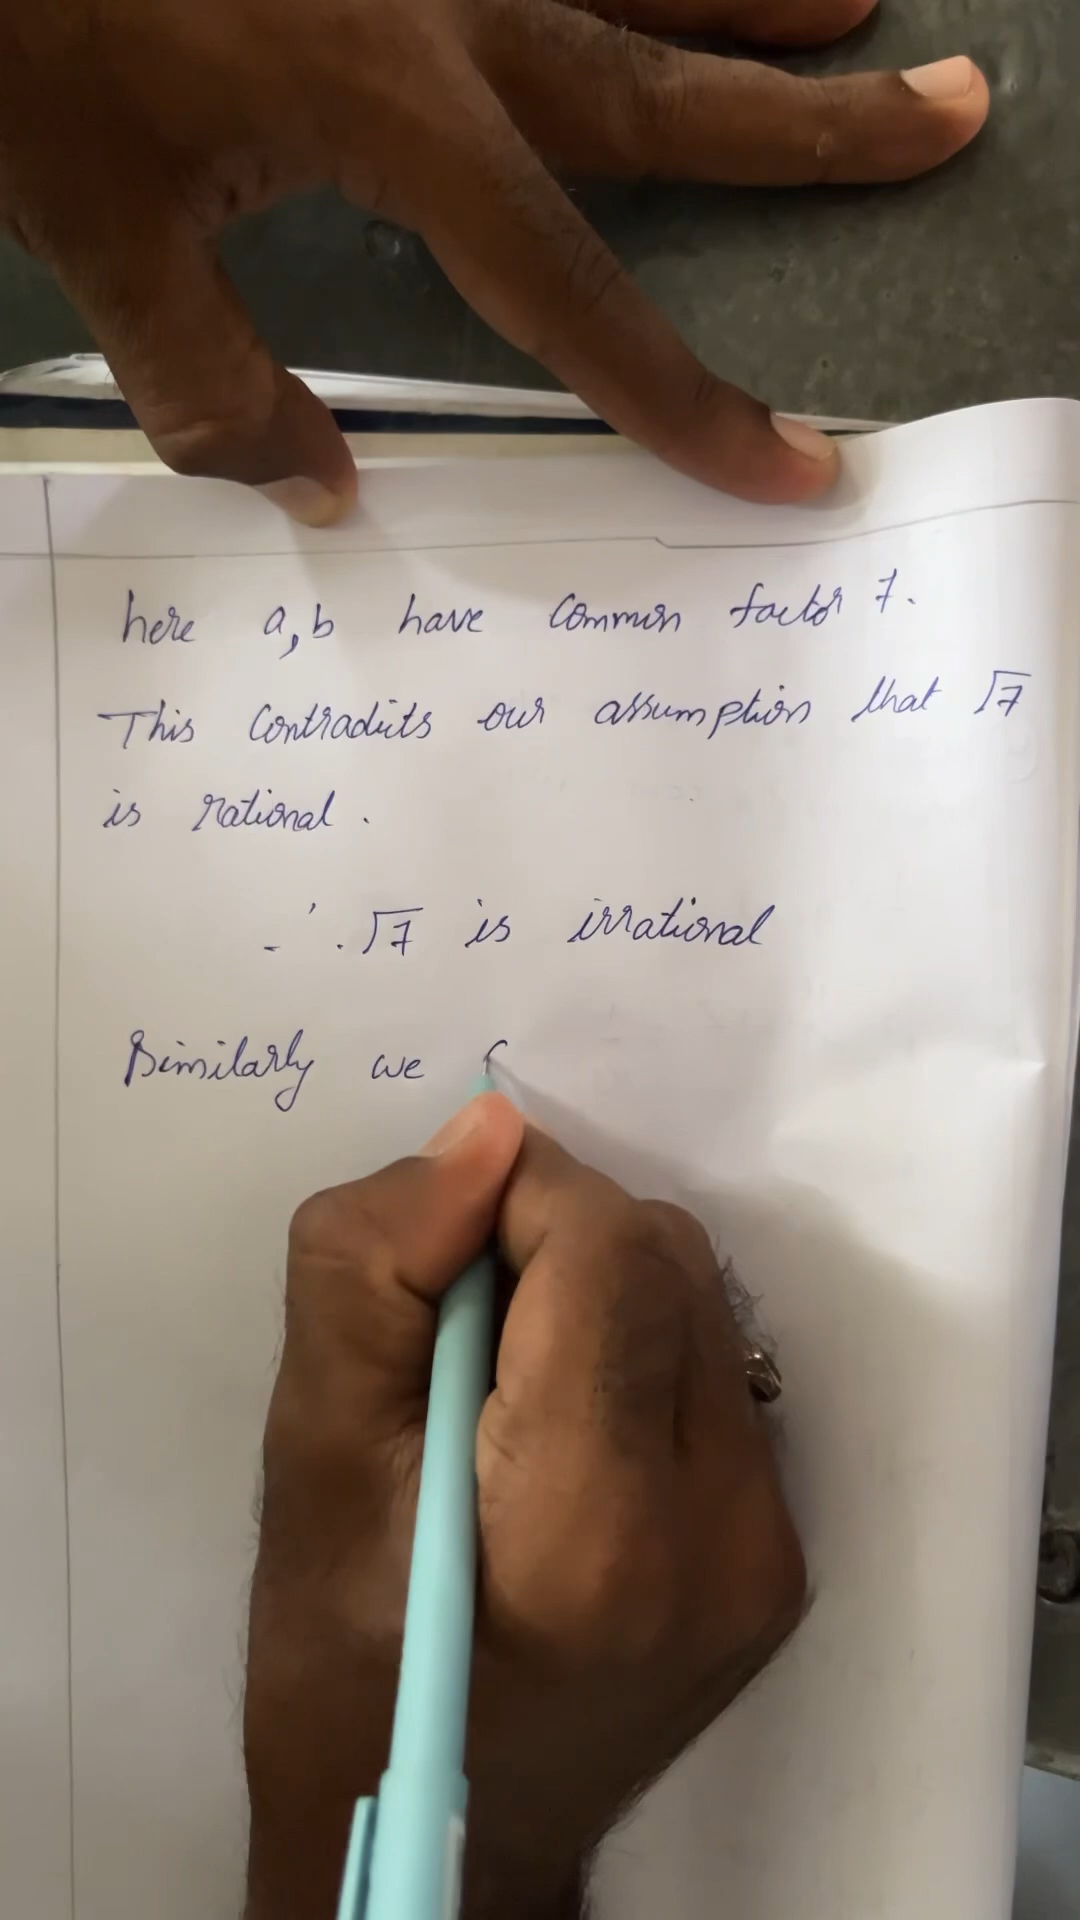 here a,b have common factor 7.
This contradicts our assumption that √7
is rational.
∴ √7 is irrational
Similarly we